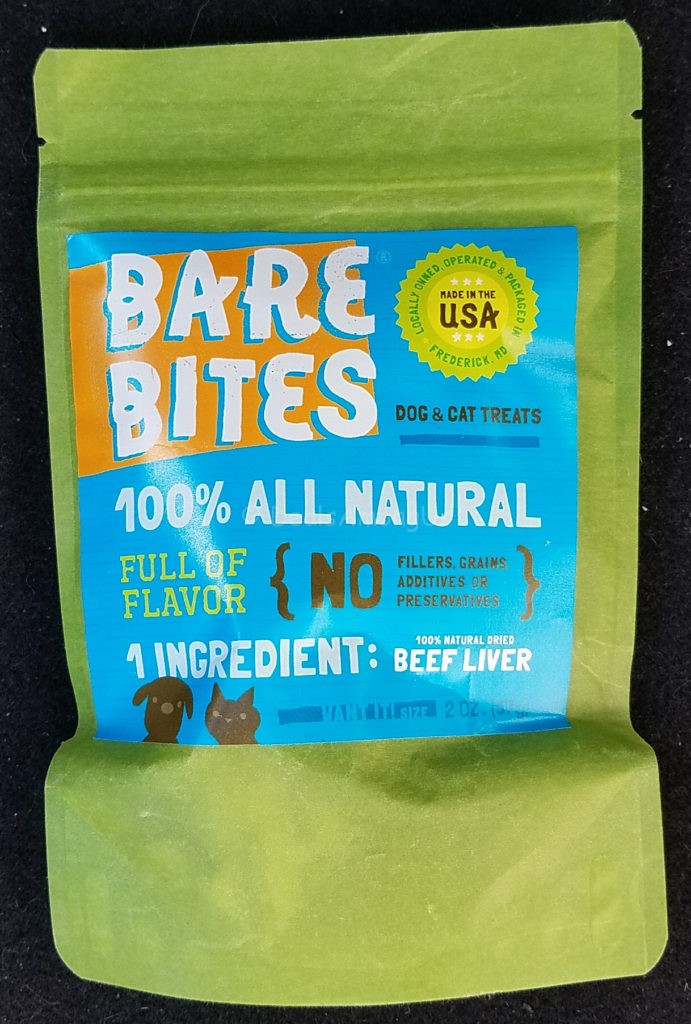 BARE
BITES®
LOCALLY OWNED, OPERATED & PACKAGED IN
FREDERICK, MD
MADE IN THE
USA
DOG & CAT TREATS
100% ALL NATURAL
FULL OF
FLAVOR
{ NO }
FILLERS, GRAINS,
ADDITIVES OR
PRESERVATIVES
1 INGREDIENT:
100% NATURAL DRIED
BEEF LIVER
WANT IT! SIZE 2 OZ.